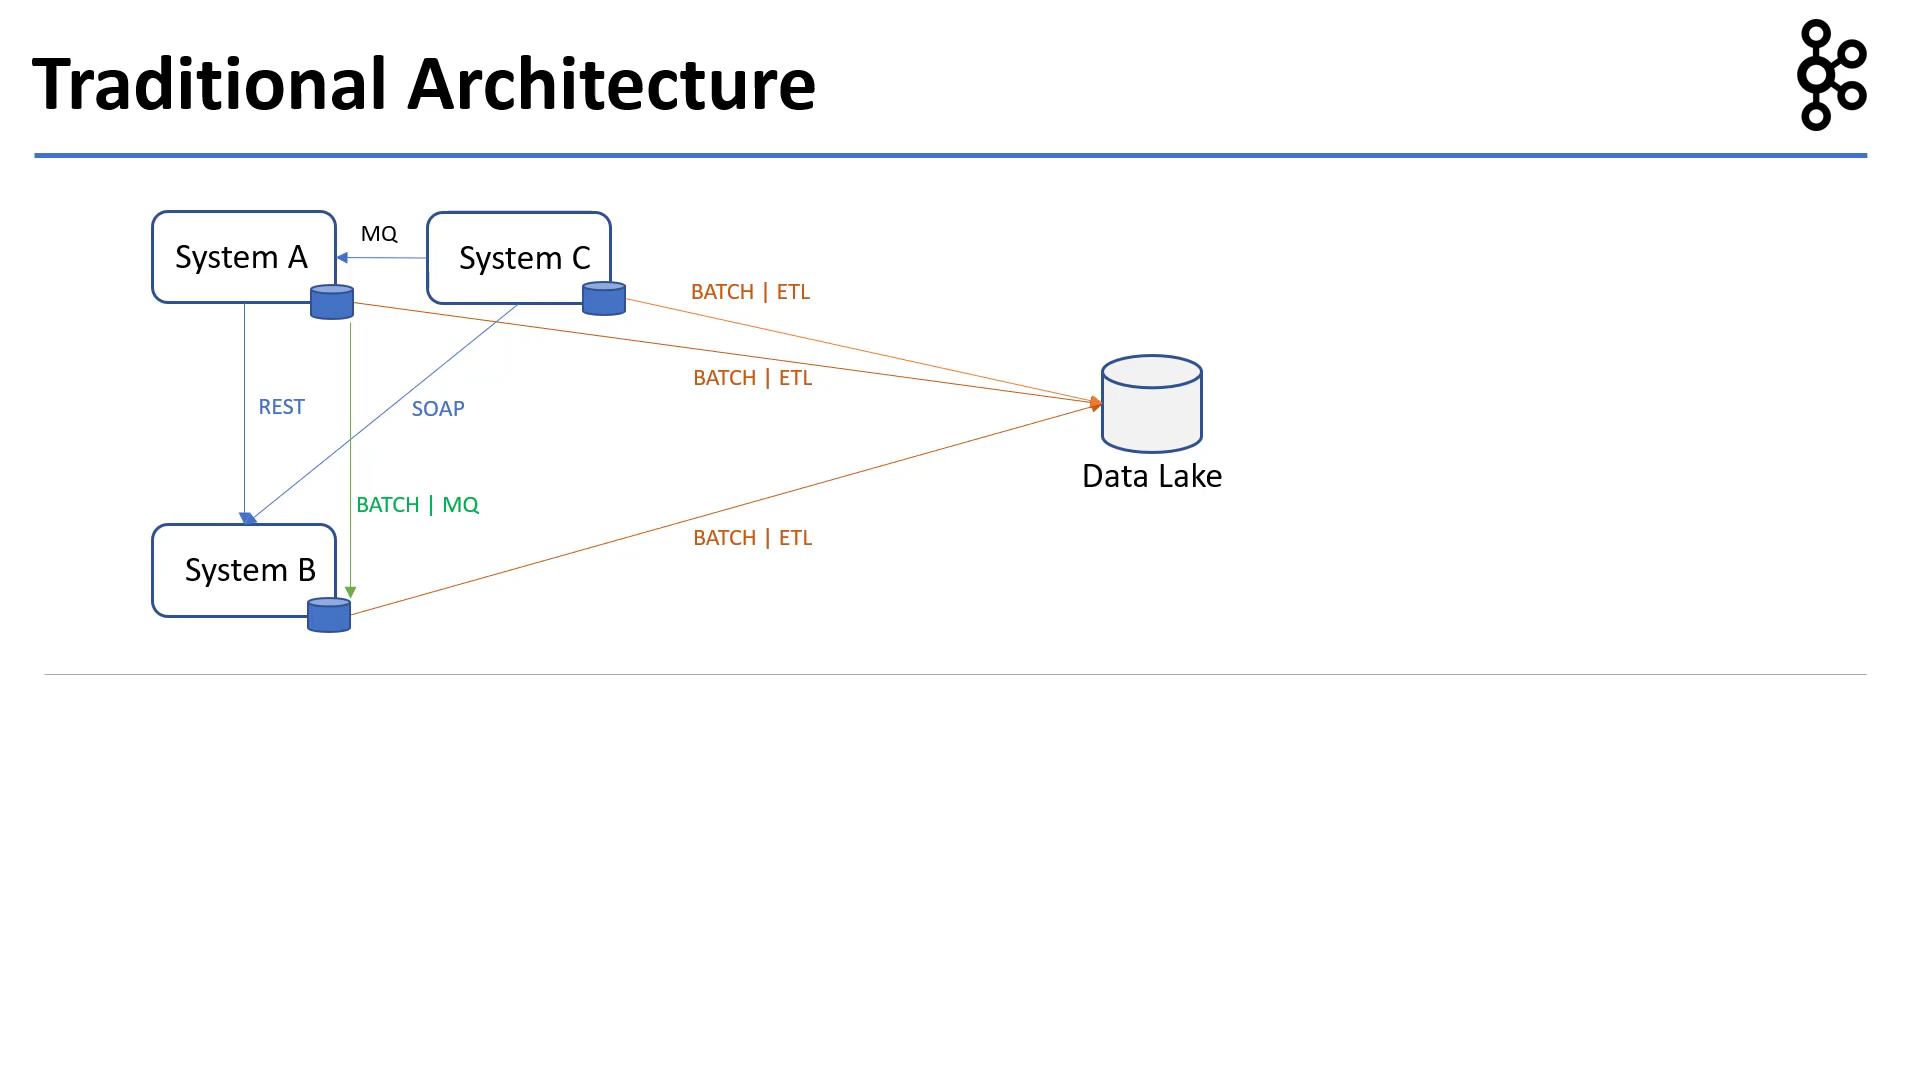 Traditional Architecture
System A
MQ
System C
BATCH | ETL
BATCH | ETL
REST
SOAP
Data Lake
BATCH | MQ
BATCH | ETL
System B